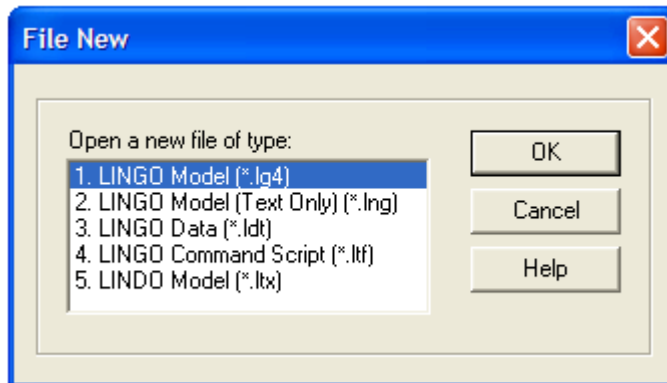 File New
Open a new file of type:
1. LINGO Model (*.lg4)
2. LINGO Model (Text Only) (*.lng)
3. LINGO Data (*.ldt)
4. LINGO Command Script (*.ltf)
5. LINDO Model (*.ltx)
OK
Cancel
Help